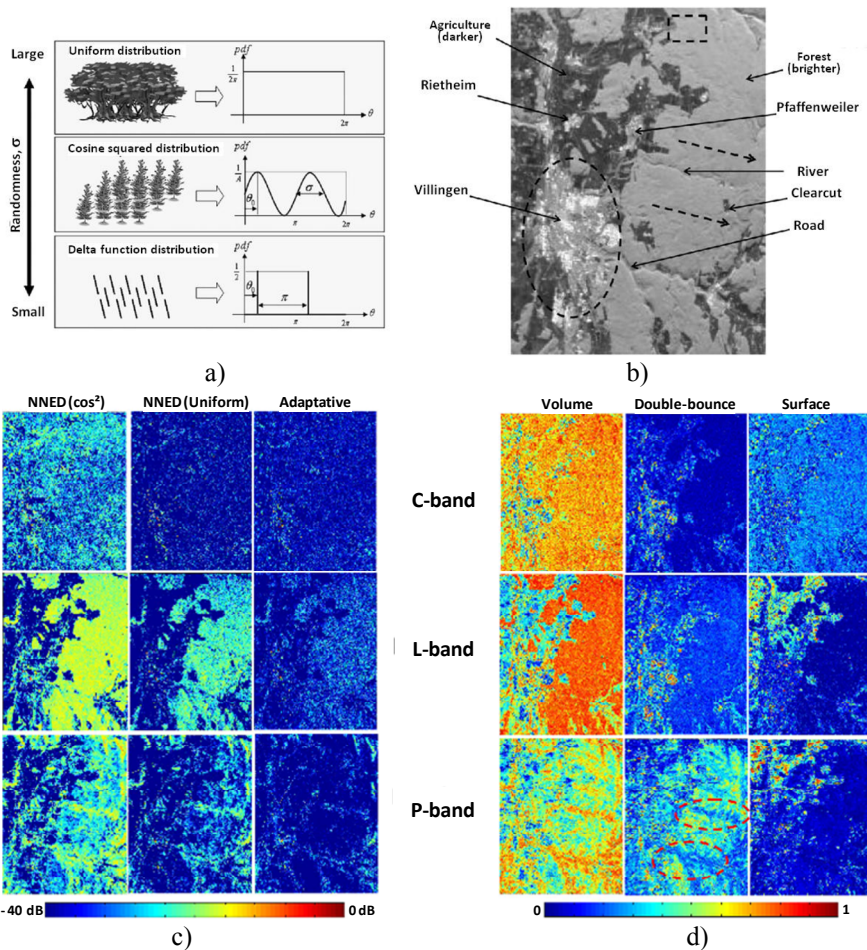 Large
Randomness, σ
Small
Uniform distribution
pdf
1/2π
2π
θ
Cosine squared distribution
pdf
1/A
θ₀
σ
π
2π
θ
Delta function distribution
pdf
1/2
θ₀
π
π
2π
θ
a)
Agriculture
(darker)
Rietheim
Villingen
Forest
(brighter)
Pfaffenweiler
River
Clearcut
Road
b)
NNED (cos²) NNED (Uniform) Adaptative
Volume Double-bounce Surface
C-band
L-band
P-band
- 40 dB 0 dB
0 1
c)
d)